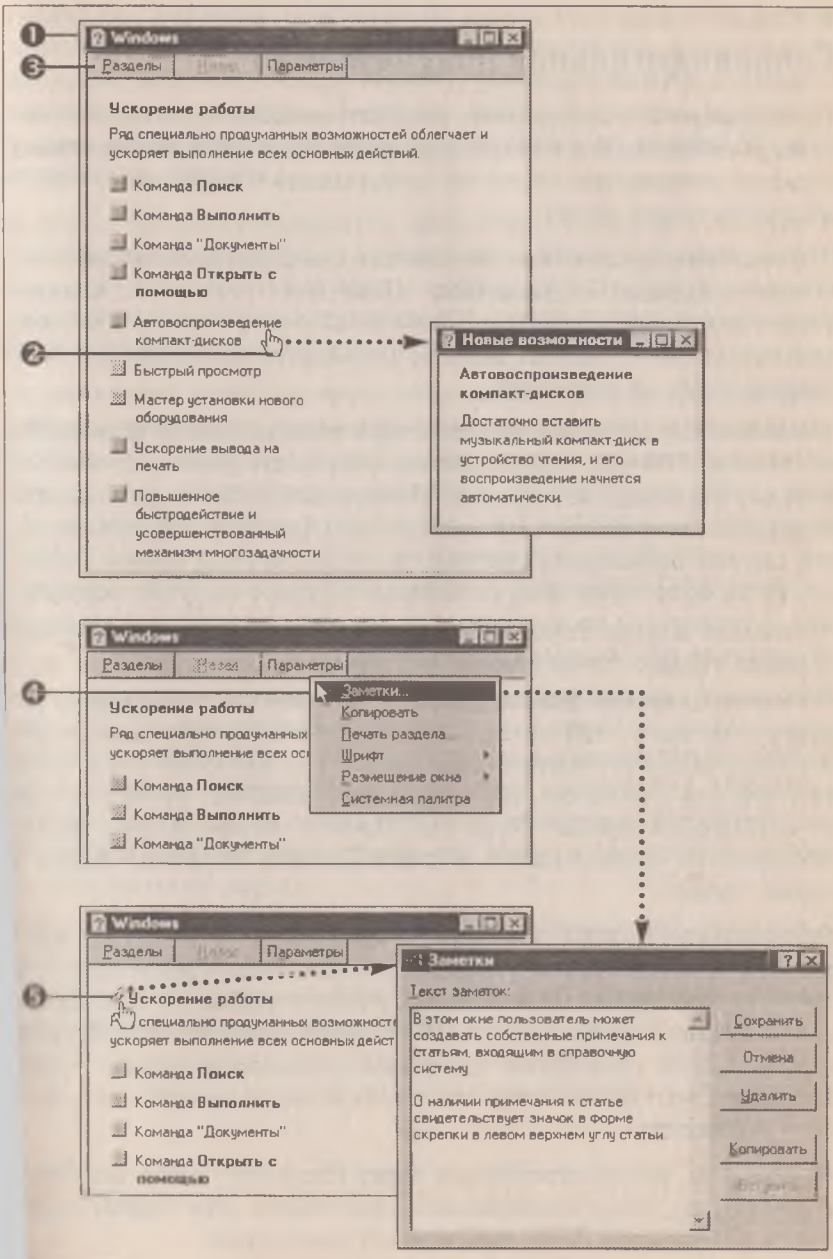 1
? Windows
3
Разделы Назад Параметры
Ускорение работы
Ряд специально продуманных возможностей облегчает и
ускоряет выполнение всех основных действий.
Команда Поиск
Команда Выполнить
Команда "Документы"
Команда Открыть с
помощью
Автовоспроизведение
компакт-дисков
2
Быстрый просмотр
Мастер установки нового
оборудования
Ускорение вывода на
печать
Повышенное
быстродействие и
усовершенствованный
механизм многозадачности
? Новые возможности
Автовоспроизведение
компакт-дисков
Достаточно вставить
музыкальный компакт-диск в
устройство чтения, и его
воспроизведение начнется
автоматически.
? Windows
Разделы Назад Параметры
4
Ускорение работы
Ряд специально продуманных
ускоряет выполнение всех осн
Команда Поиск
Команда Выполнить
Команда "Документы"
Заметки...
Копировать
Печать раздела...
Шрифт
Размещение окна
Системная палитра
? Windows
Разделы Назад Параметры
5
Ускорение работы
специально продуманных возможносте
ускоряет выполнение всех основных дейст
Команда Поиск
Команда Выполнить
Команда "Документы"
Команда Открыть с
помощью
Заметки
Текст заметок:
В этом окне пользователь может
создавать собственные примечания к
статьям, входящим в справочную
систему.
О наличии примечания к статье
свидетельствует значок в форме
скрепки в левом верхнем углу статьи.
Сохранить
Отмена
Удалить
Копировать
Вставить